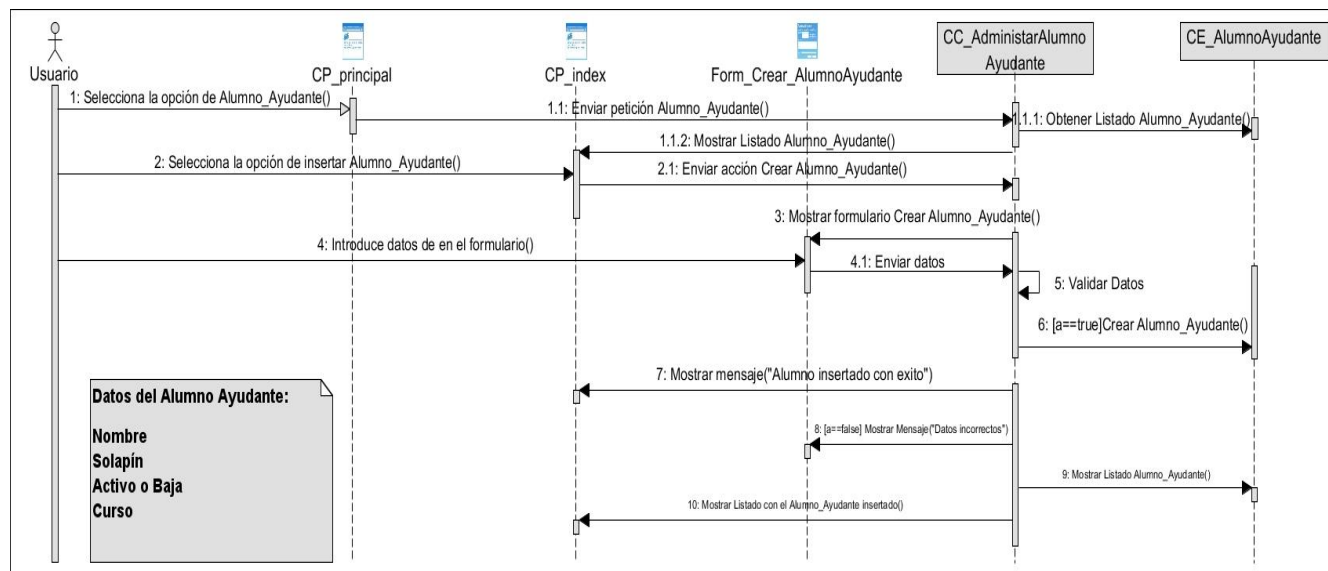 CC_AdministarAlumno
Ayudante
CE_AlumnoAyudante
Usuario
CP_principal
CP_index
Form_Crear_AlumnoAyudante
1: Selecciona la opción de Alumno_Ayudante()
1.1: Enviar petición Alumno_Ayudante()
1.1.1: Obtener Listado Alumno_Ayudante()
1.1.2: Mostrar Listado Alumno_Ayudante()
2: Selecciona la opción de insertar Alumno_Ayudante()
2.1: Enviar acción Crear Alumno_Ayudante()
3: Mostrar formulario Crear Alumno_Ayudante()
4: Introduce datos de en el formulario()
4.1: Enviar datos
5: Validar Datos
6: [a==true]Crear Alumno_Ayudante()
7: Mostrar mensaje("Alumno insertado con exito")
8: [a==false] Mostrar Mensaje("Datos incorrectos")
9: Mostrar Listado Alumno_Ayudante()
10: Mostrar Listado con el Alumno_Ayudante insertado()
Datos del Alumno Ayudante:
Nombre
Solapín
Activo o Baja
Curso